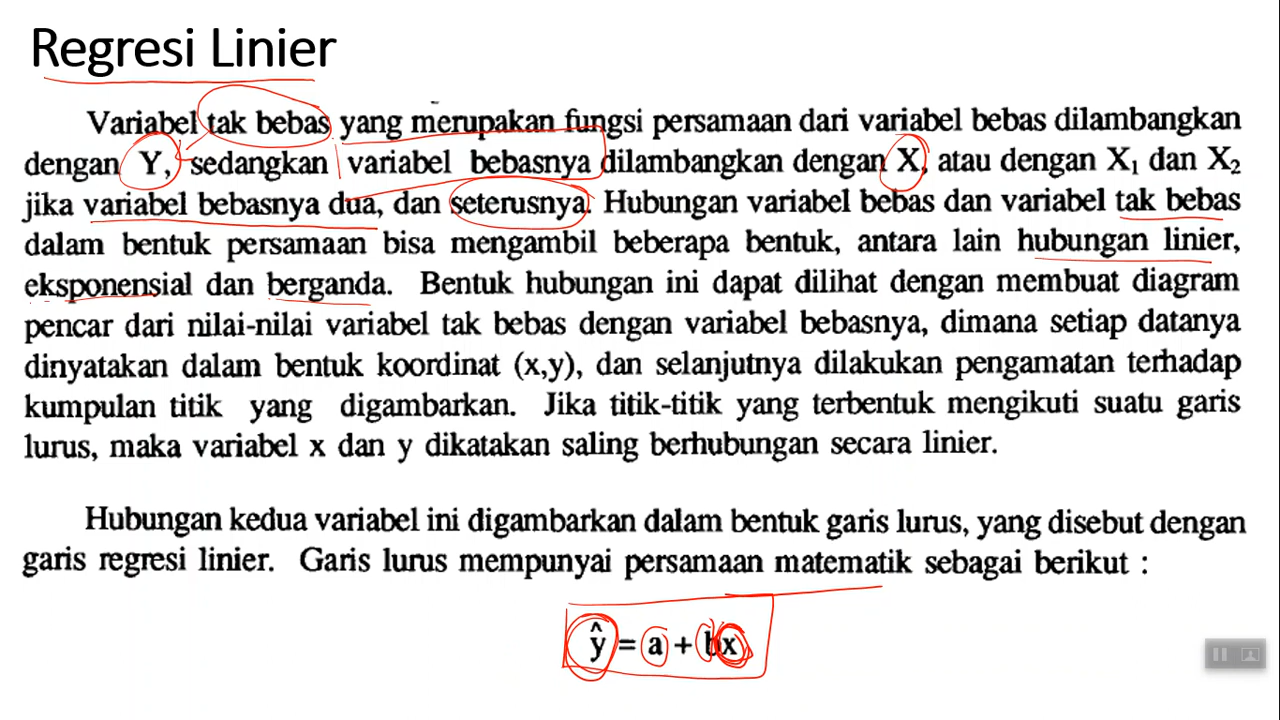 Regresi Linier
Variabel tak bebas yang merupakan fungsi persamaan dari variabel bebas dilambangkan
dengan Y, sedangkan variabel bebasnya dilambangkan dengan X, atau dengan X₁ dan X₂
jika variabel bebasnya dua, dan seterusnya. Hubungan variabel bebas dan variabel tak bebas
dalam bentuk persamaan bisa mengambil beberapa bentuk, antara lain hubungan linier,
eksponensial dan berganda. Bentuk hubungan ini dapat dilihat dengan membuat diagram
pencar dari nilai-nilai variabel tak bebas dengan variabel bebasnya, dimana setiap datanya
dinyatakan dalam bentuk koordinat (x,y), dan selanjutnya dilakukan pengamatan terhadap
kumpulan titik yang digambarkan. Jika titik-titik yang terbentuk mengikuti suatu garis
lurus, maka variabel x dan y dikatakan saling berhubungan secara linier.
Hubungan kedua variabel ini digambarkan dalam bentuk garis lurus, yang disebut dengan
garis regresi linier. Garis lurus mempunyai persamaan matematik sebagai berikut :
ŷ = a + bx